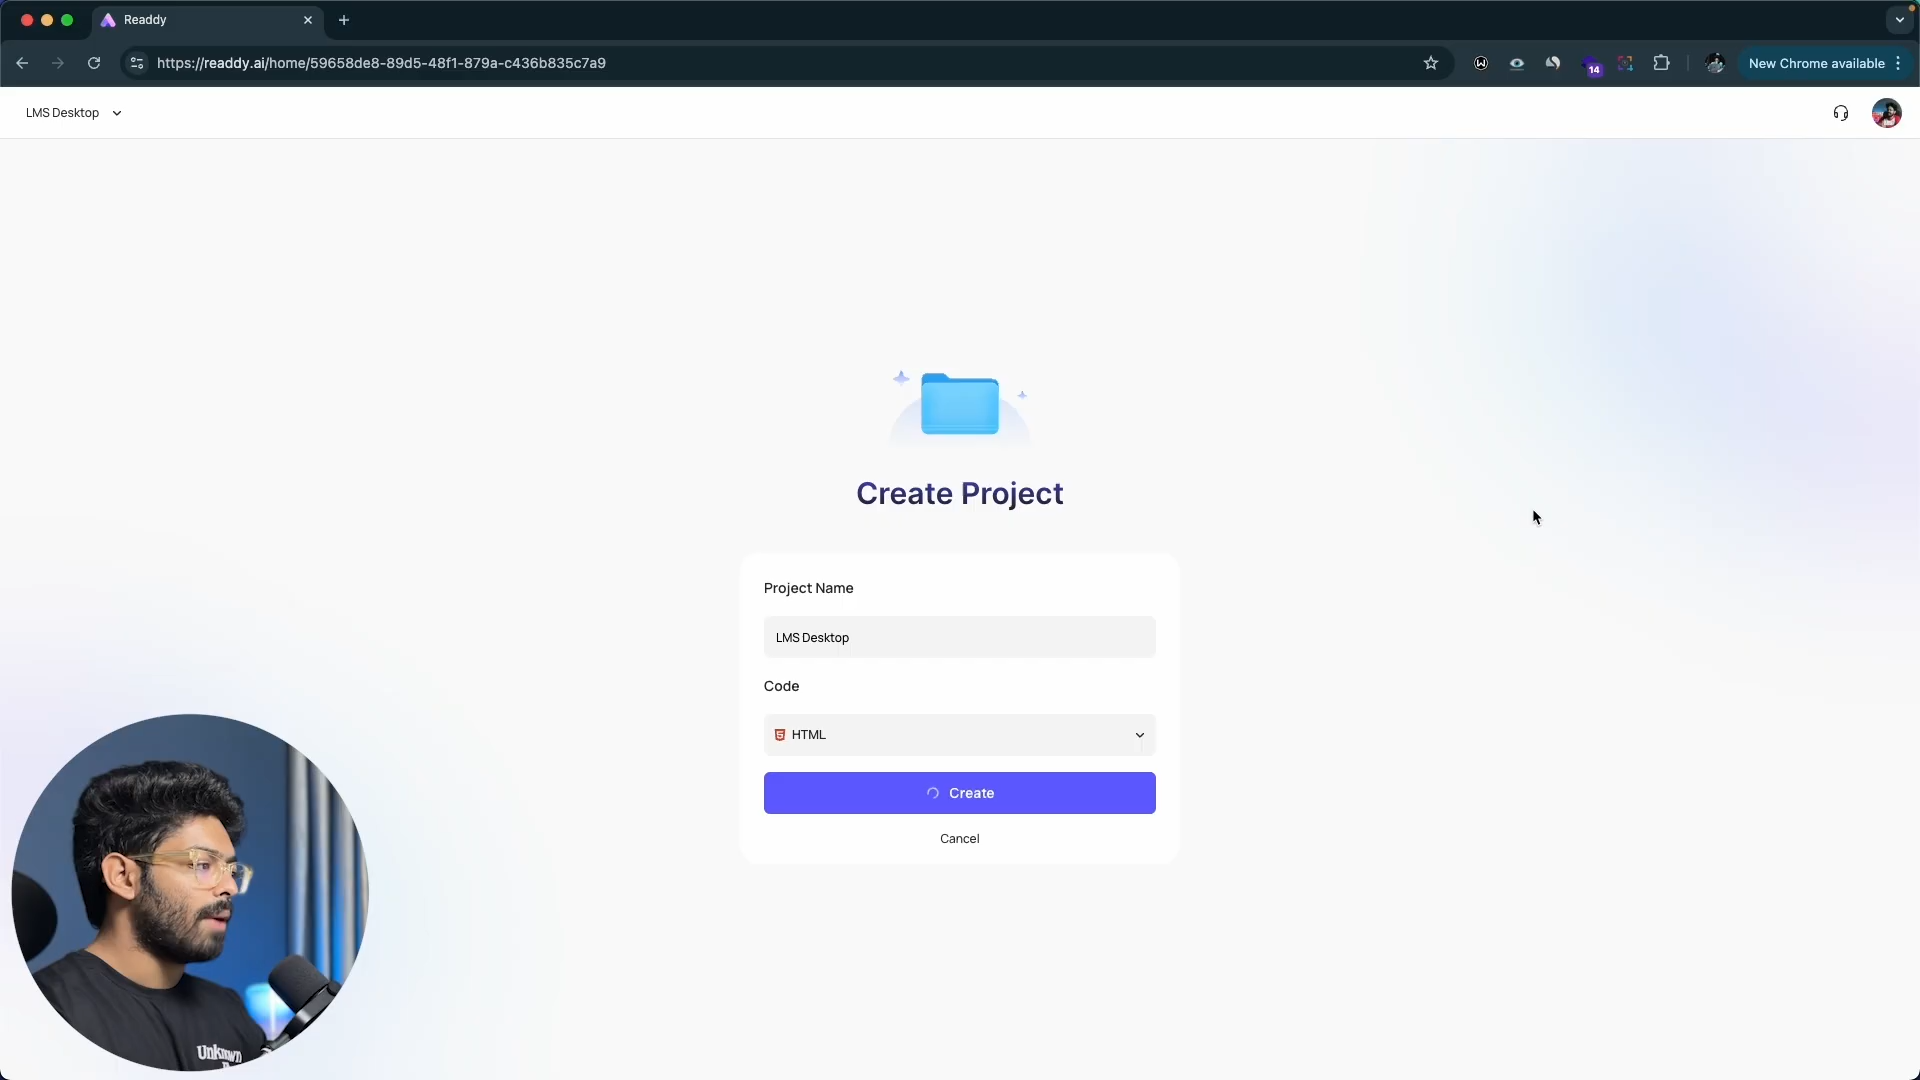 Readdy
https://readdy.ai/home/59658de8-89d5-48f1-879a-c436b835c7a9
14
New Chrome available
LMS Desktop
Create Project
Project Name
LMS Desktop
Code
HTML
Create
Cancel
Unknown